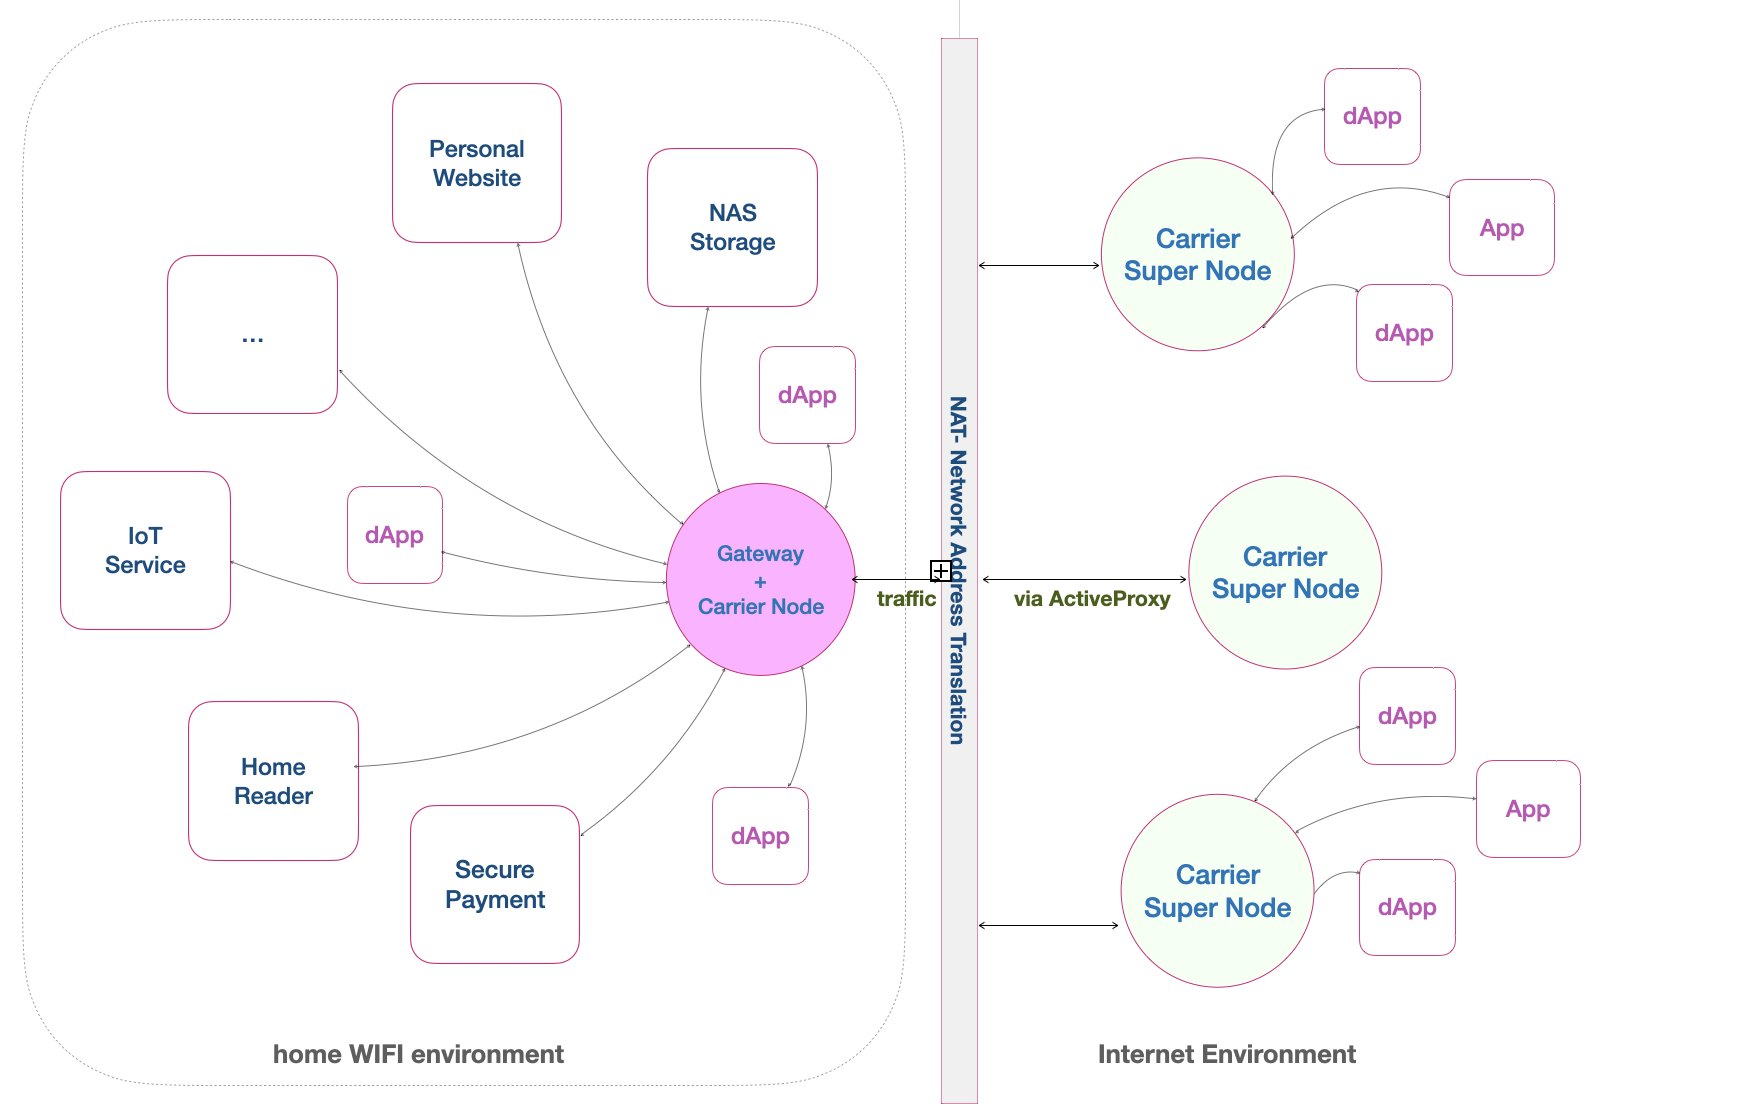 Personal
Website
NAS
Storage
...
dApp
IoT
Service
dApp
Gateway
+
Carrier Node
traffic
Home
Reader
Secure
Payment
dApp
home WIFI environment
NAT- Network Address Translation
via ActiveProxy
dApp
App
dApp
Carrier
Super Node
Carrier
Super Node
dApp
App
dApp
Carrier
Super Node
Internet Environment